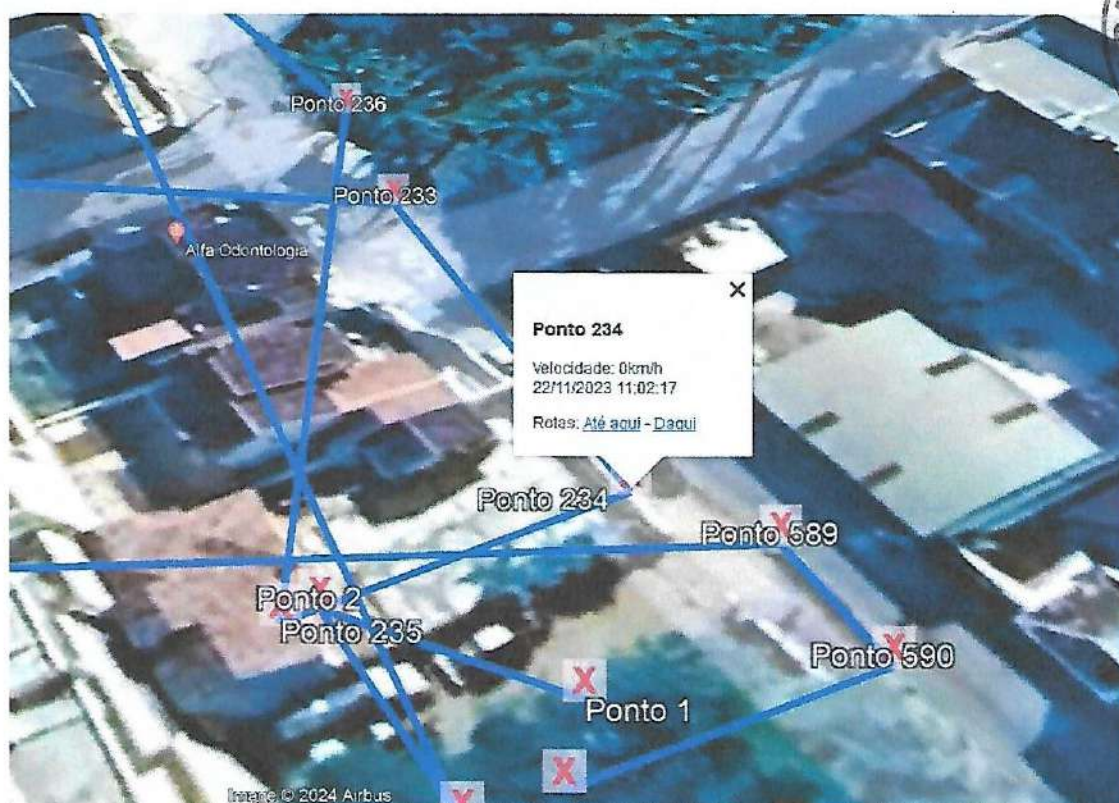 Ponto 236
Ponto 233
Alfa Odontologia
Ponto 234
Velocidade: 0km/h
22/11/2023 11:02:17
Rotas: Até aqui - Daqui
Ponto 234
Ponto 589
Ponto 2
Ponto 235
Ponto 590
Ponto 1
Image © 2024 Airbus